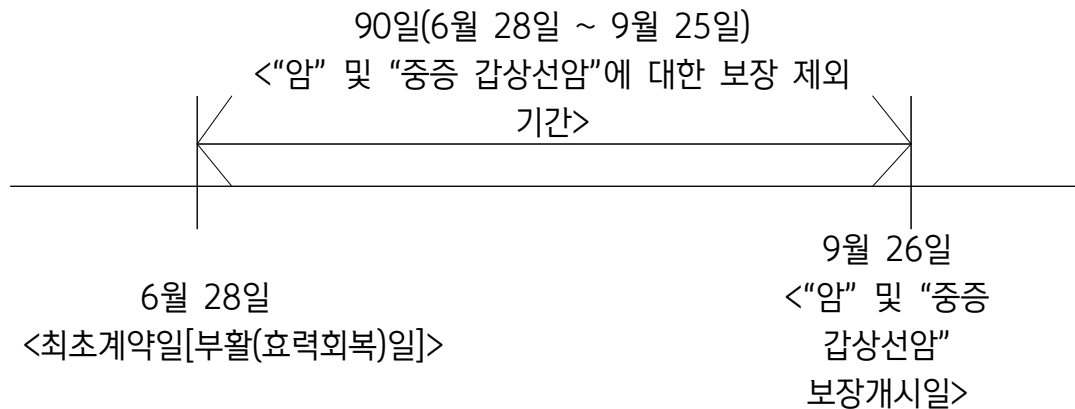 90일(6월 28일 ~ 9월 25일)
<“암” 및 “중증 갑상선암”에 대한 보장 제외
기간>
6월 28일
<최초계약일[부활(효력회복)일]>
9월 26일
<“암” 및 “중증
갑상선암”
보장개시일>